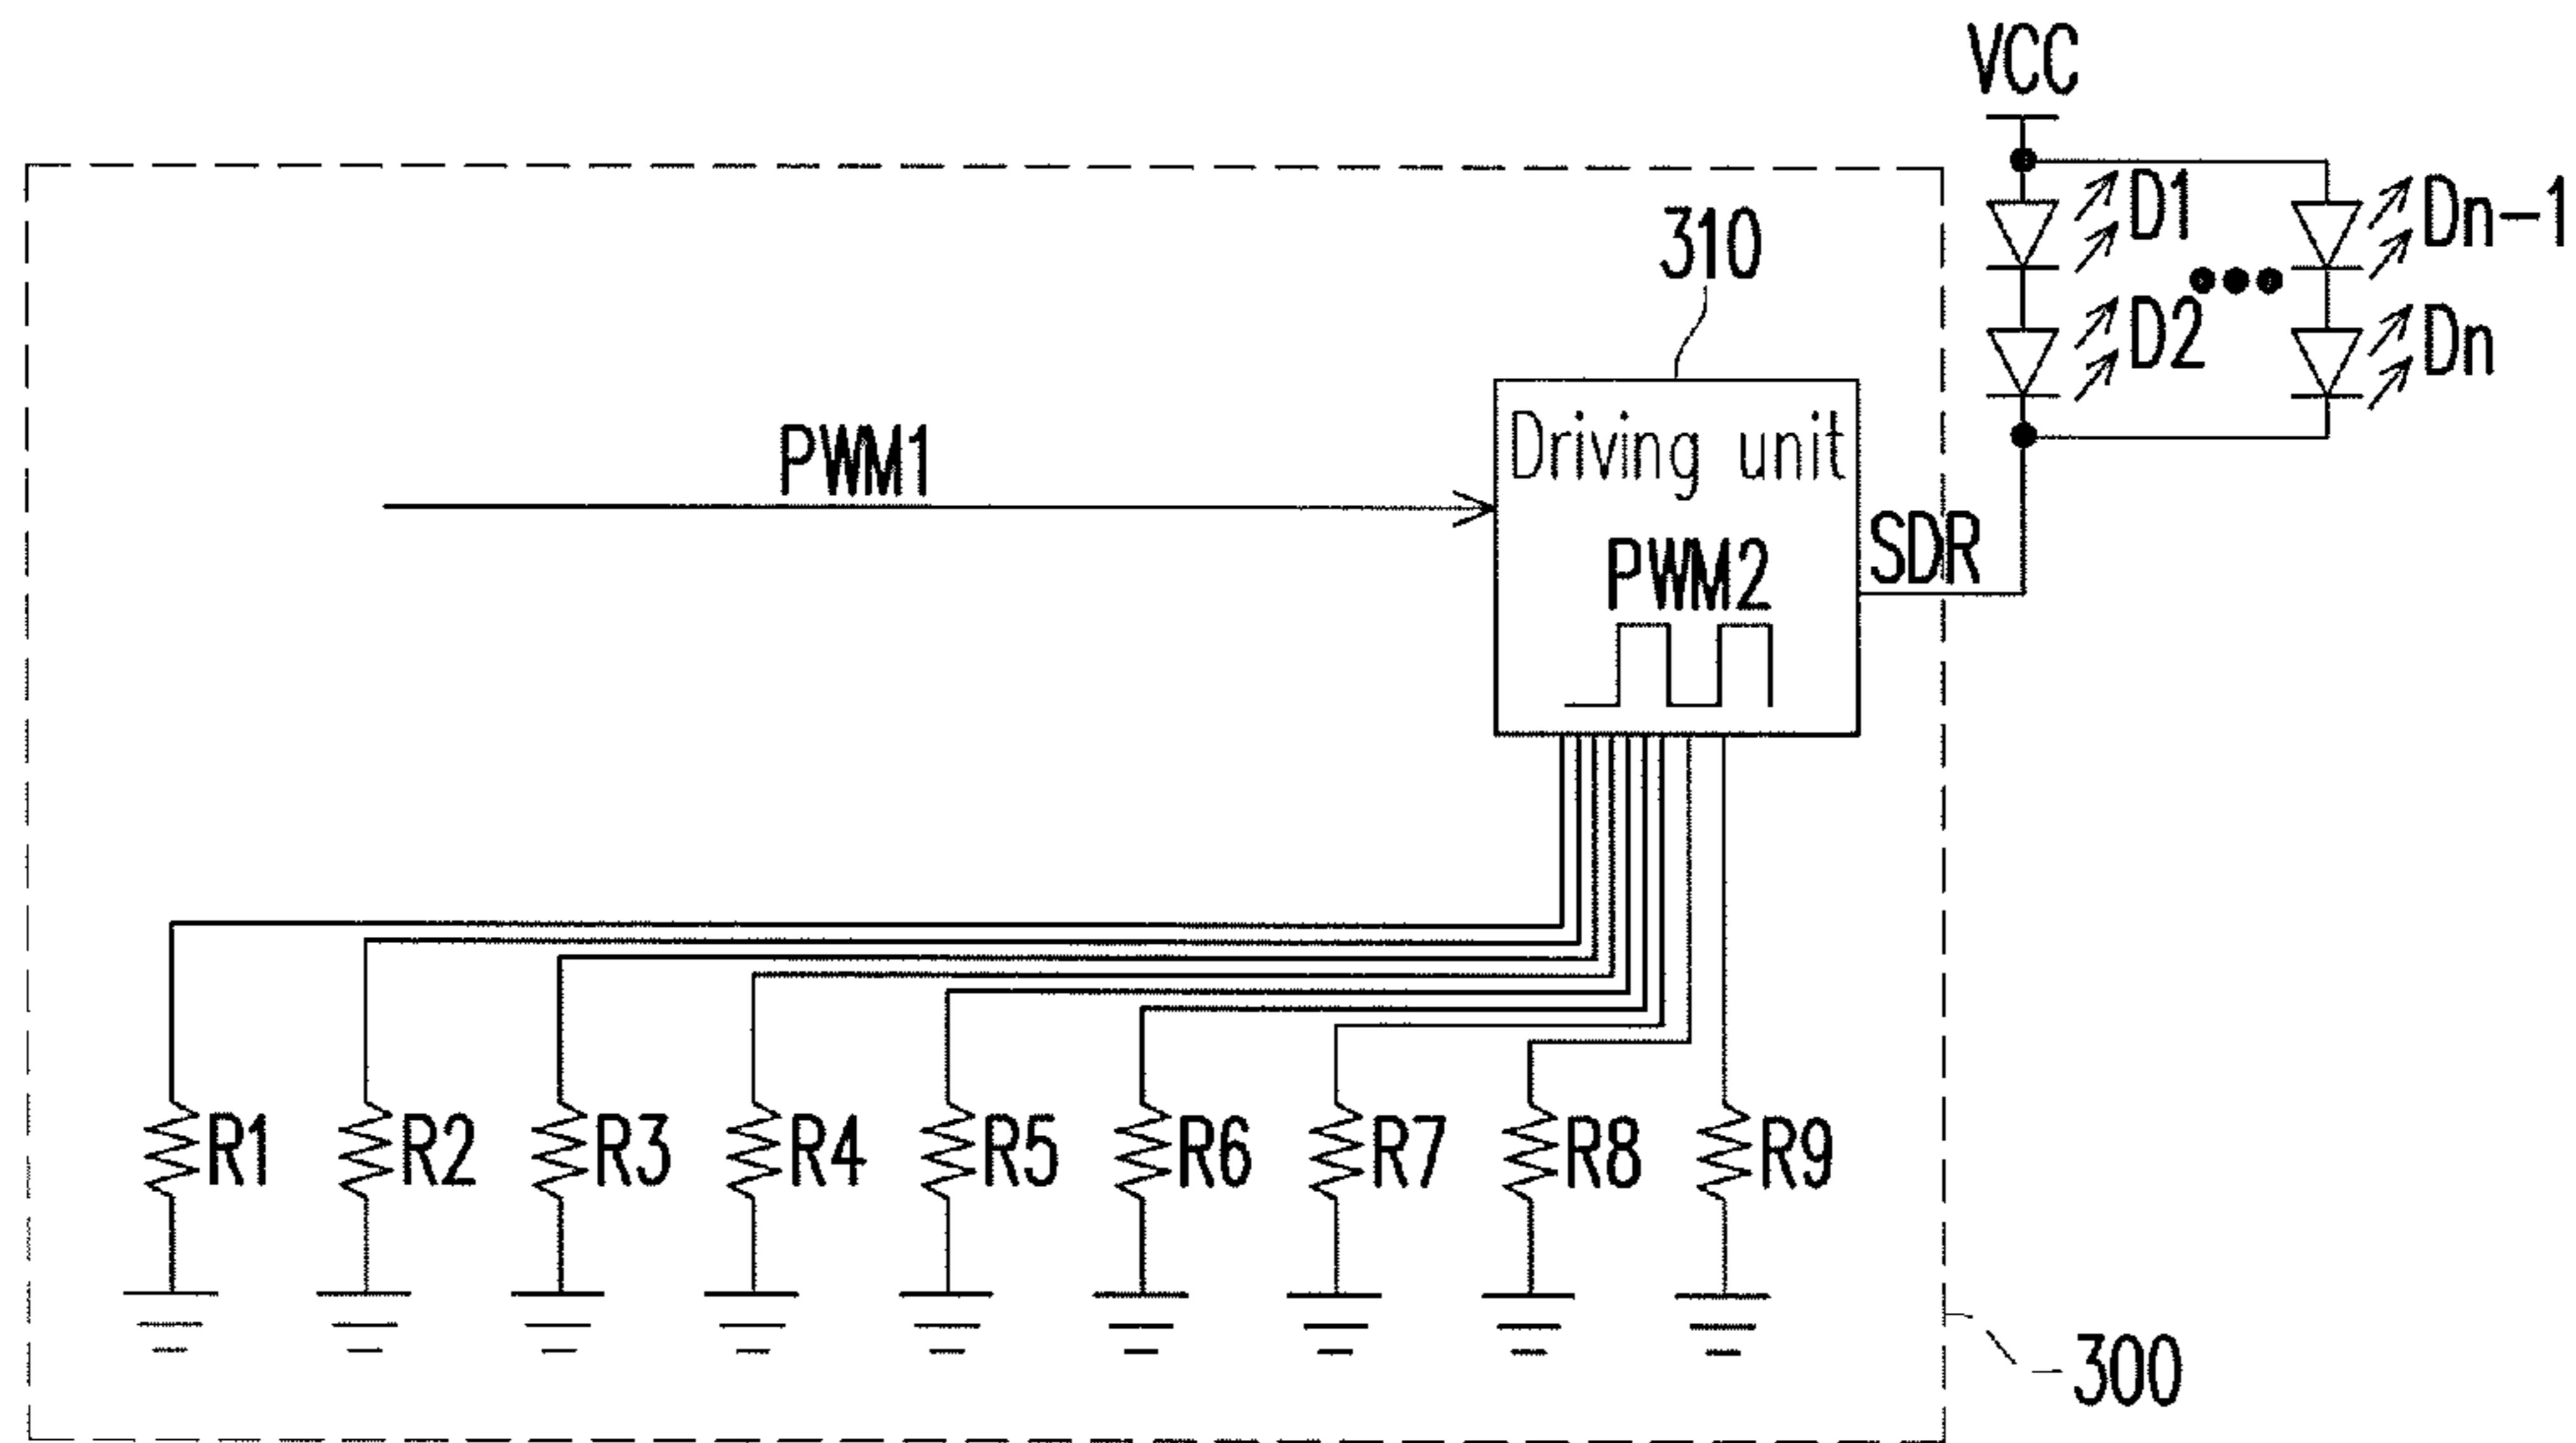 VCC
D1
Dn-1
310
D2
Dn
PWM1
Driving unit
PWM2
SDR
R1
R2
R3
R4
R5
R6
R7
R8
R9
300